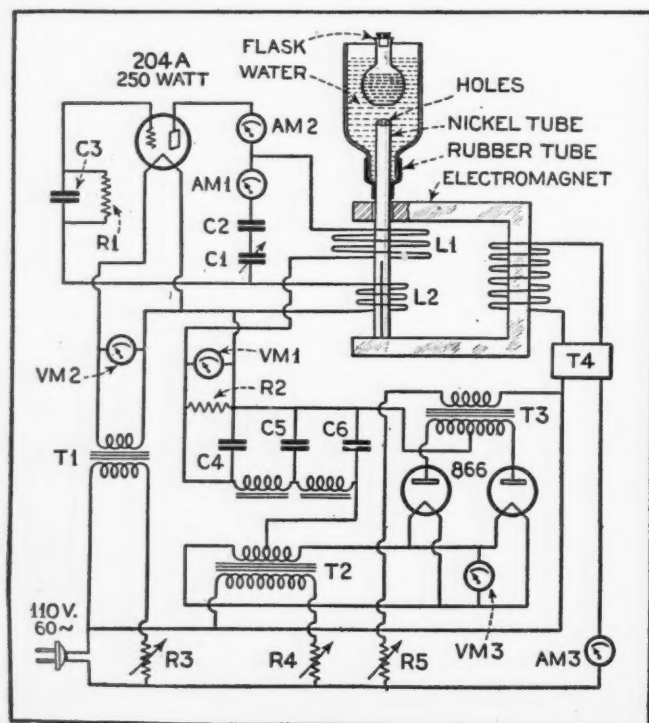 FLASK
WATER
HOLES
NICKEL TUBE
RUBBER TUBE
ELECTROMAGNET
204A
250 WATT
AM2
C3
AM1
R1
C2
C1
L1
L2
VM1
VM2
T4
R2
T3
C4
C5
C6
866
T1
T2
VM3
110 V.
60~
R3
R4
R5
AM3